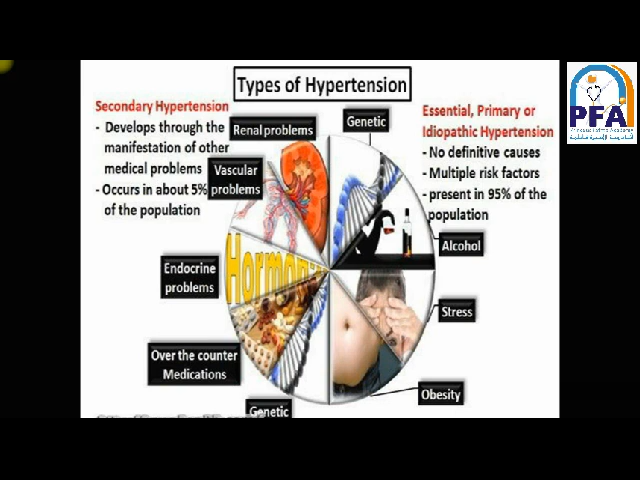 Types of Hypertension
Secondary Hypertension
- Develops through the
manifestation of other
medical problems
- Occurs in about 5%
of the population
Renal problems
Vascular
problems
Endocrine
problems
Over the counter
Medications
Genetic
Hormon
Genetic
Essential, Primary or
Idiopathic Hypertension
- No definitive causes
- Multiple risk factors
- present in 95% of the
population
Alcohol
Stress
Obesity
PFA